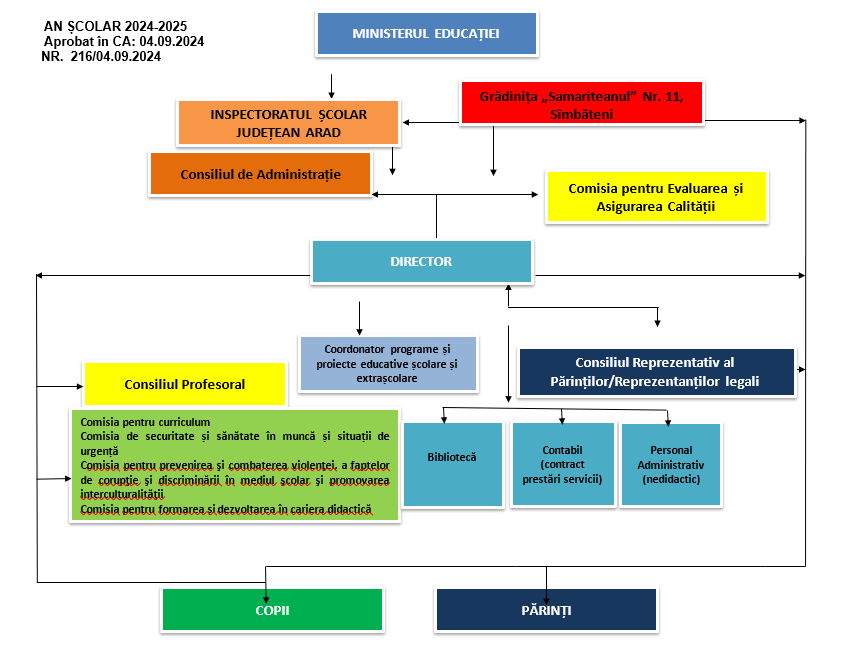 AN ȘCOLAR 2024-2025
Aprobat în CA: 04.09.2024
NR. 216/04.09.2024
MINISTERUL EDUCAȚIEI
Grădinița „Samariteanul” Nr. 11,
Sîmbăteni
INSPECTORATUL ȘCOLAR
JUDEȚEAN ARAD
Consiliul de Administrație
Comisia pentru Evaluarea și
Asigurarea Calității
DIRECTOR
Coordonator programe și
proiecte educative școlare și
extrașcolare
Consiliul Reprezentativ al
Părinților/Reprezentanților legali
Consiliul Profesoral
Comisia pentru curriculum
Comisia de securitate și sănătate în muncă și situații de
urgență
Comisia pentru prevenirea și combaterea violenței, a faptelor
de corupție și discriminării în mediul școlar și promovarea
interculturalității
Comisia pentru formarea și dezvoltarea în cariera didactică
Bibliotecă
Contabil
(contract
prestări servicii)
Personal
Administrativ
(nedidactic)
COPII
PĂRINȚI